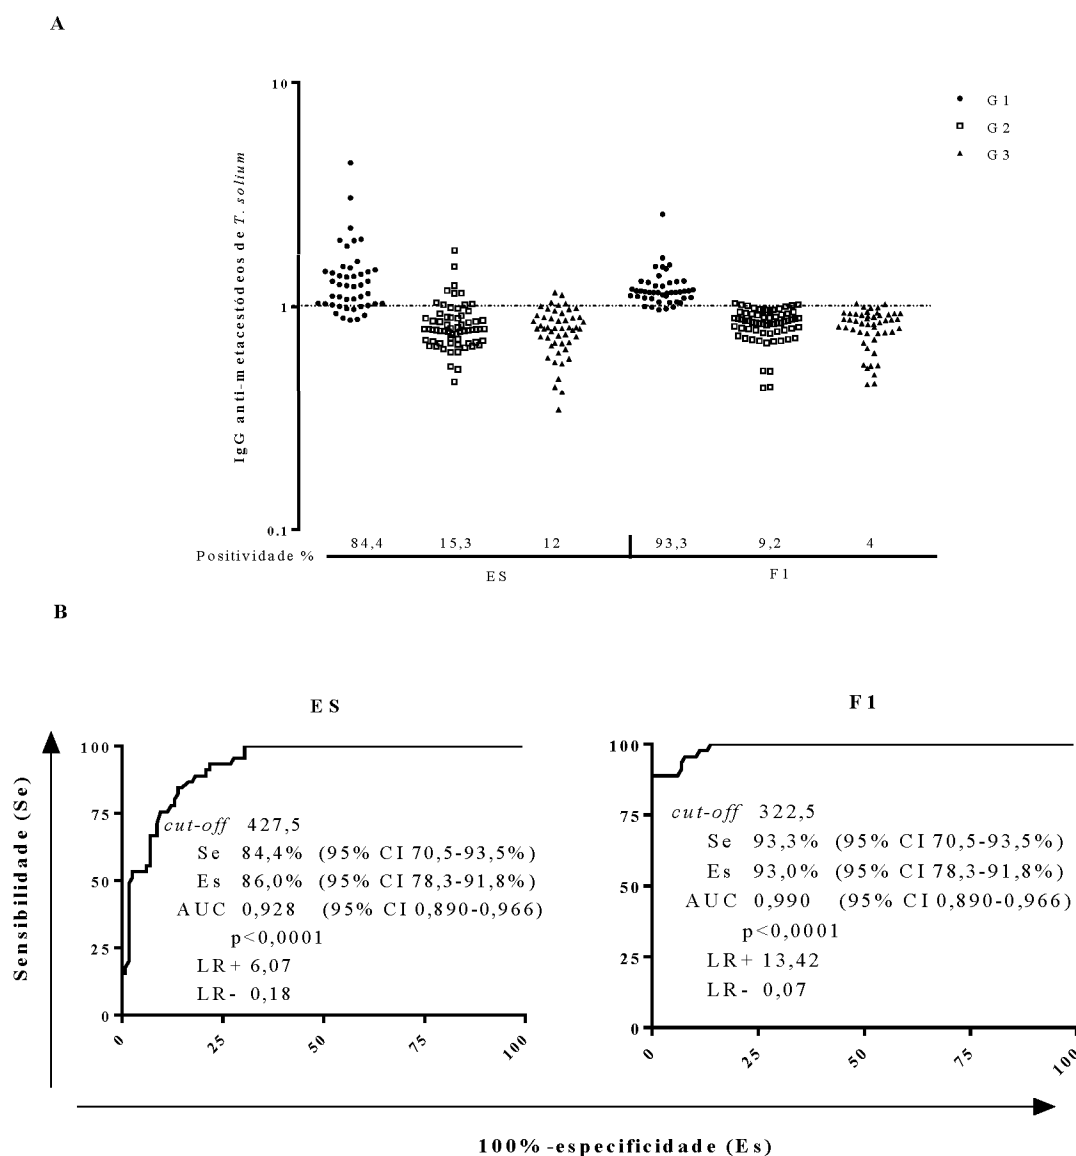 A
10
G1
G2
G3
IgG anti-metacestódeos de T. solium
1
0.1
Positividade % 84,4 15,3 12 93,3 9,2 4
ES F1
B
ES
F1
Sensibilidade (Se)
100
75
50
25
0
cut-off 427,5
Se 84,4% (95% CI 70,5-93,5%)
Es 86,0% (95% CI 78,3-91,8%)
AUC 0,928 (95% CI 0,890-0,966)
p<0,0001
LR+ 6,07
LR- 0,18
0 25 50 75 100
100
75
50
25
0
cut-off 322,5
Se 93,3% (95% CI 70,5-93,5%)
Es 93,0% (95% CI 78,3-91,8%)
AUC 0,990 (95% CI 0,890-0,966)
p<0,0001
LR+ 13,42
LR- 0,07
0 25 50 75 100
100%-especificidade (Es)